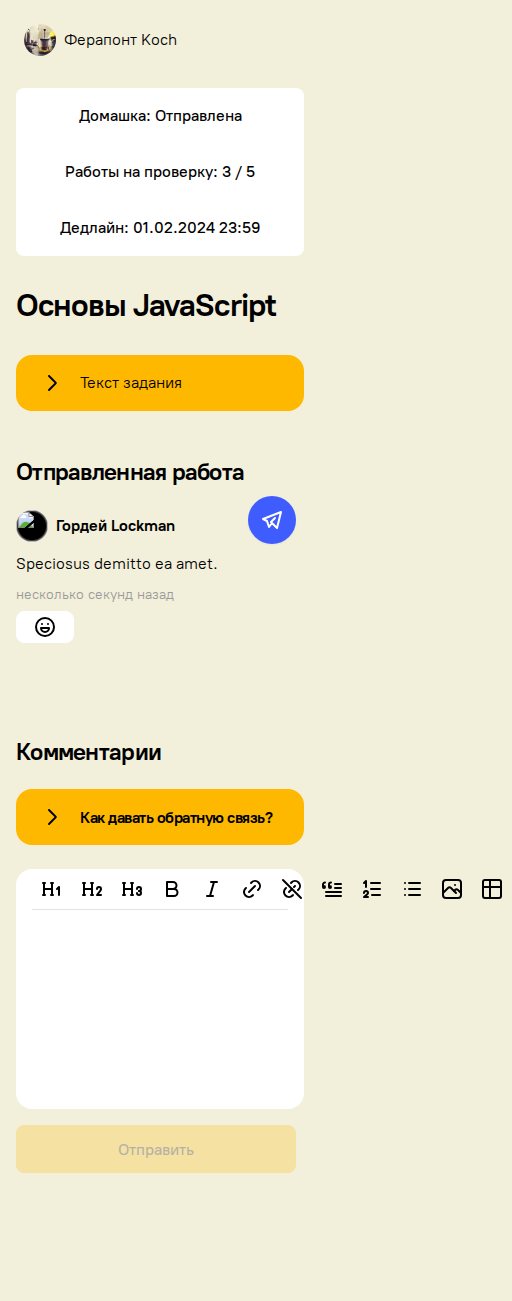 Ферапонт Koch
Домашка: Отправлена
Работы на проверку: 3 / 5
Дедлайн: 01.02.2024 23:59
Основы JavaScript
Текст задания
Отправленная работа
Гордей Lockman
Speciosus demitto ea amet.
несколько секунд назад
Комментарии
Как давать обратную связь?
H1 H2 H3 B I
Отправить